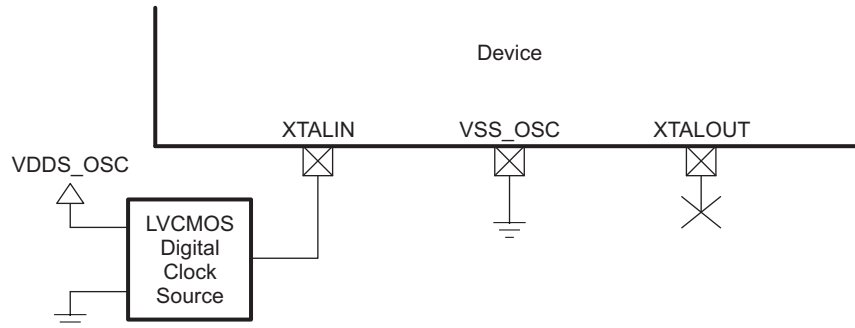 Device
XTALIN
VSS_OSC
XTALOUT
VDDS_OSC
LVCMOS
Digital
Clock
Source